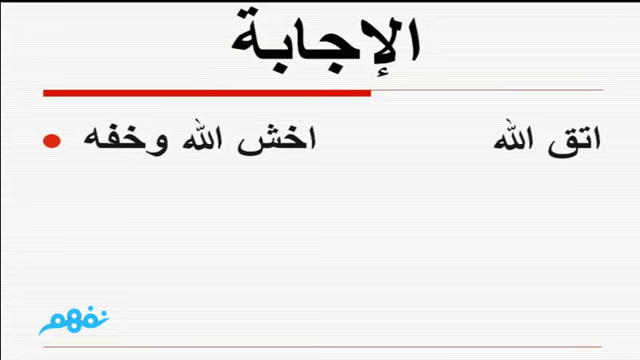 الإجابة
اتق الله اخش الله وخفه
نفهم